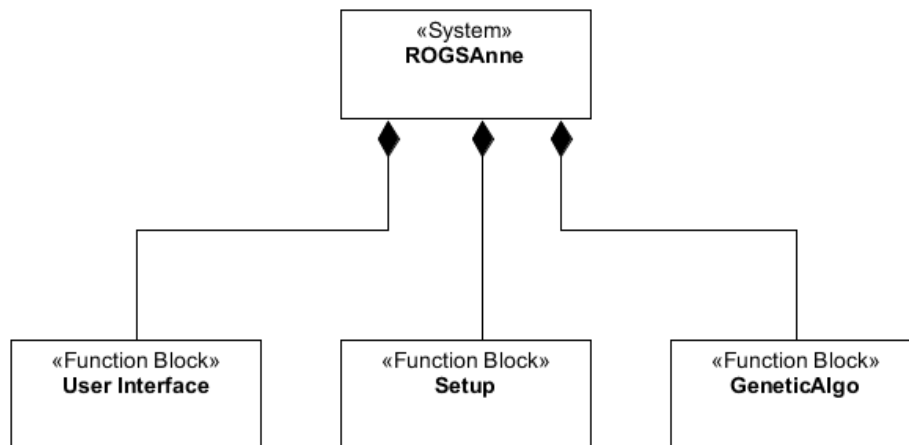 «System»
ROGSAnne
«Function Block»
User Interface
«Function Block»
Setup
«Function Block»
GeneticAlgo